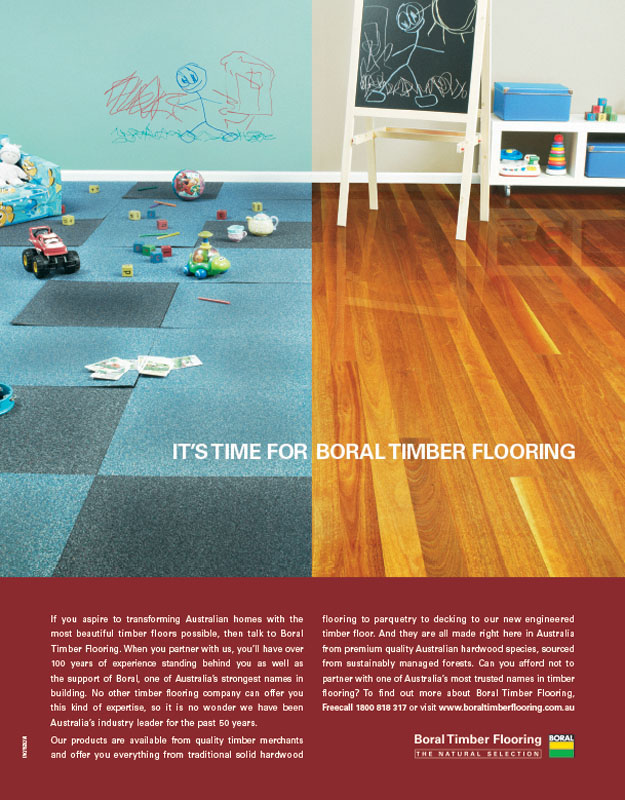 IT'S TIME FOR BORAL TIMBER FLOORING
If you aspire to transforming Australian homes with the
most beautiful timber floors possible, then talk to Boral
Timber Flooring. When you partner with us, you'll have over
100 years of experience standing behind you as well as
the support of Boral, one of Australia's strongest names in
building. No other timber flooring company can offer you
this kind of expertise, so it is no wonder we have been
Australia's industry leader for the past 50 years.
Our products are available from quality timber merchants
and offer you everything from traditional solid hardwood
flooring to parquetry to decking to our new engineered
timber floor. And they are all made right here in Australia
from premium quality Australian hardwood species, sourced
from sustainably managed forests. Can you afford not to
partner with one of Australia's most trusted names in timber
flooring? To find out more about Boral Timber Flooring,
Freecall 1800 818 317 or visit www.boraltimberflooring.com.au
Boral Timber Flooring
THE NATURAL SELECTION
BORAL